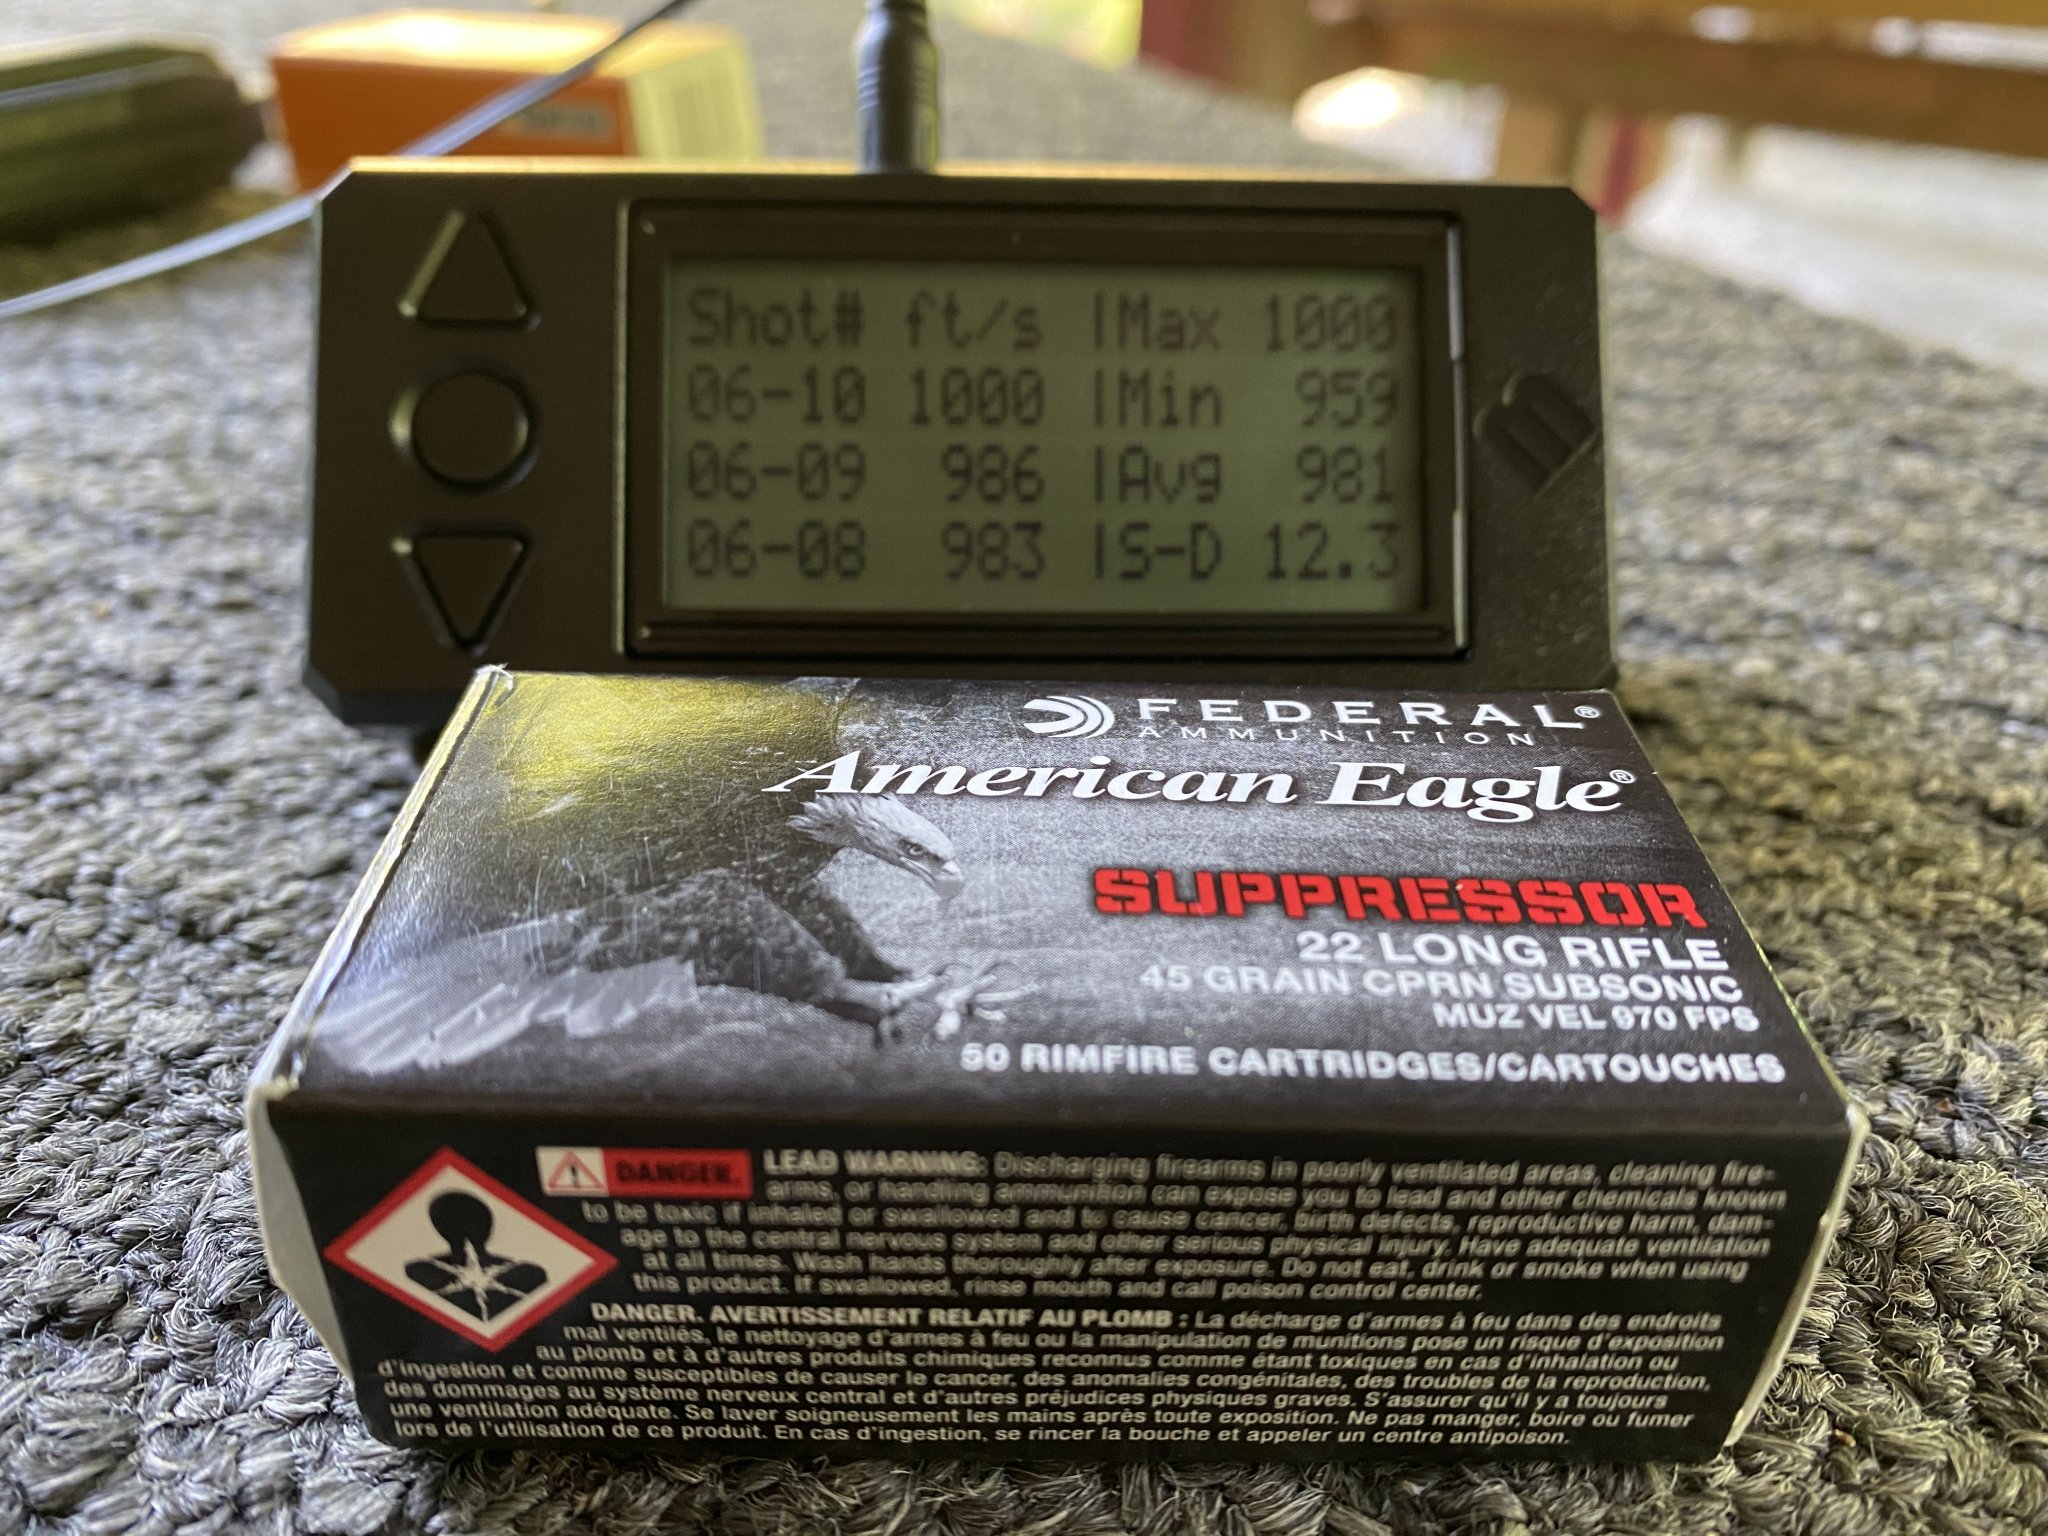 Shot# ft/s |Max 1000
06-10 1000 |Min 959
06-09 986 |Avg 981
06-08 983 |S-D 12.3
FEDERAL®
AMMUNITION
American Eagle®
SUPPRESSOR
22 LONG RIFLE
45 GRAIN CPRN SUBSONIC
MUZ VEL 970 FPS
50 RIMFIRE CARTRIDGES/CARTOUCHES
DANGER. LEAD WARNING: Discharging firearms in poorly ventilated areas, cleaning fire-
arms, or handling ammunition can expose you to lead and other chemicals known
to be toxic if inhaled or swallowed and to cause cancer, birth defects, reproductive harm, dam-
age to the central nervous system and other serious physical injury. Have adequate ventilation
at all times. Wash hands thoroughly after exposure. Do not eat, drink or smoke when using
this product. If swallowed, rinse mouth and call poison control center.
DANGER. AVERTISSEMENT RELATIF AU PLOMB : La décharge d'armes à feu dans des endroits
mal ventilés, le nettoyage d'armes à feu ou la manipulation de munitions pose un risque d'exposition
au plomb et à d'autres produits chimiques reconnus comme étant toxiques en cas d'inhalation ou
d'ingestion et comme susceptibles de causer le cancer, des anomalies congénitales, des troubles de la reproduction,
des dommages au système nerveux central et d'autres préjudices physiques graves. S'assurer qu'il y a toujours
une ventilation adéquate. Se laver soigneusement les mains après toute exposition. Ne pas manger, boire ou fumer
lors de l'utilisation de ce produit. En cas d'ingestion, se rincer la bouche et appeler un centre antipoison.